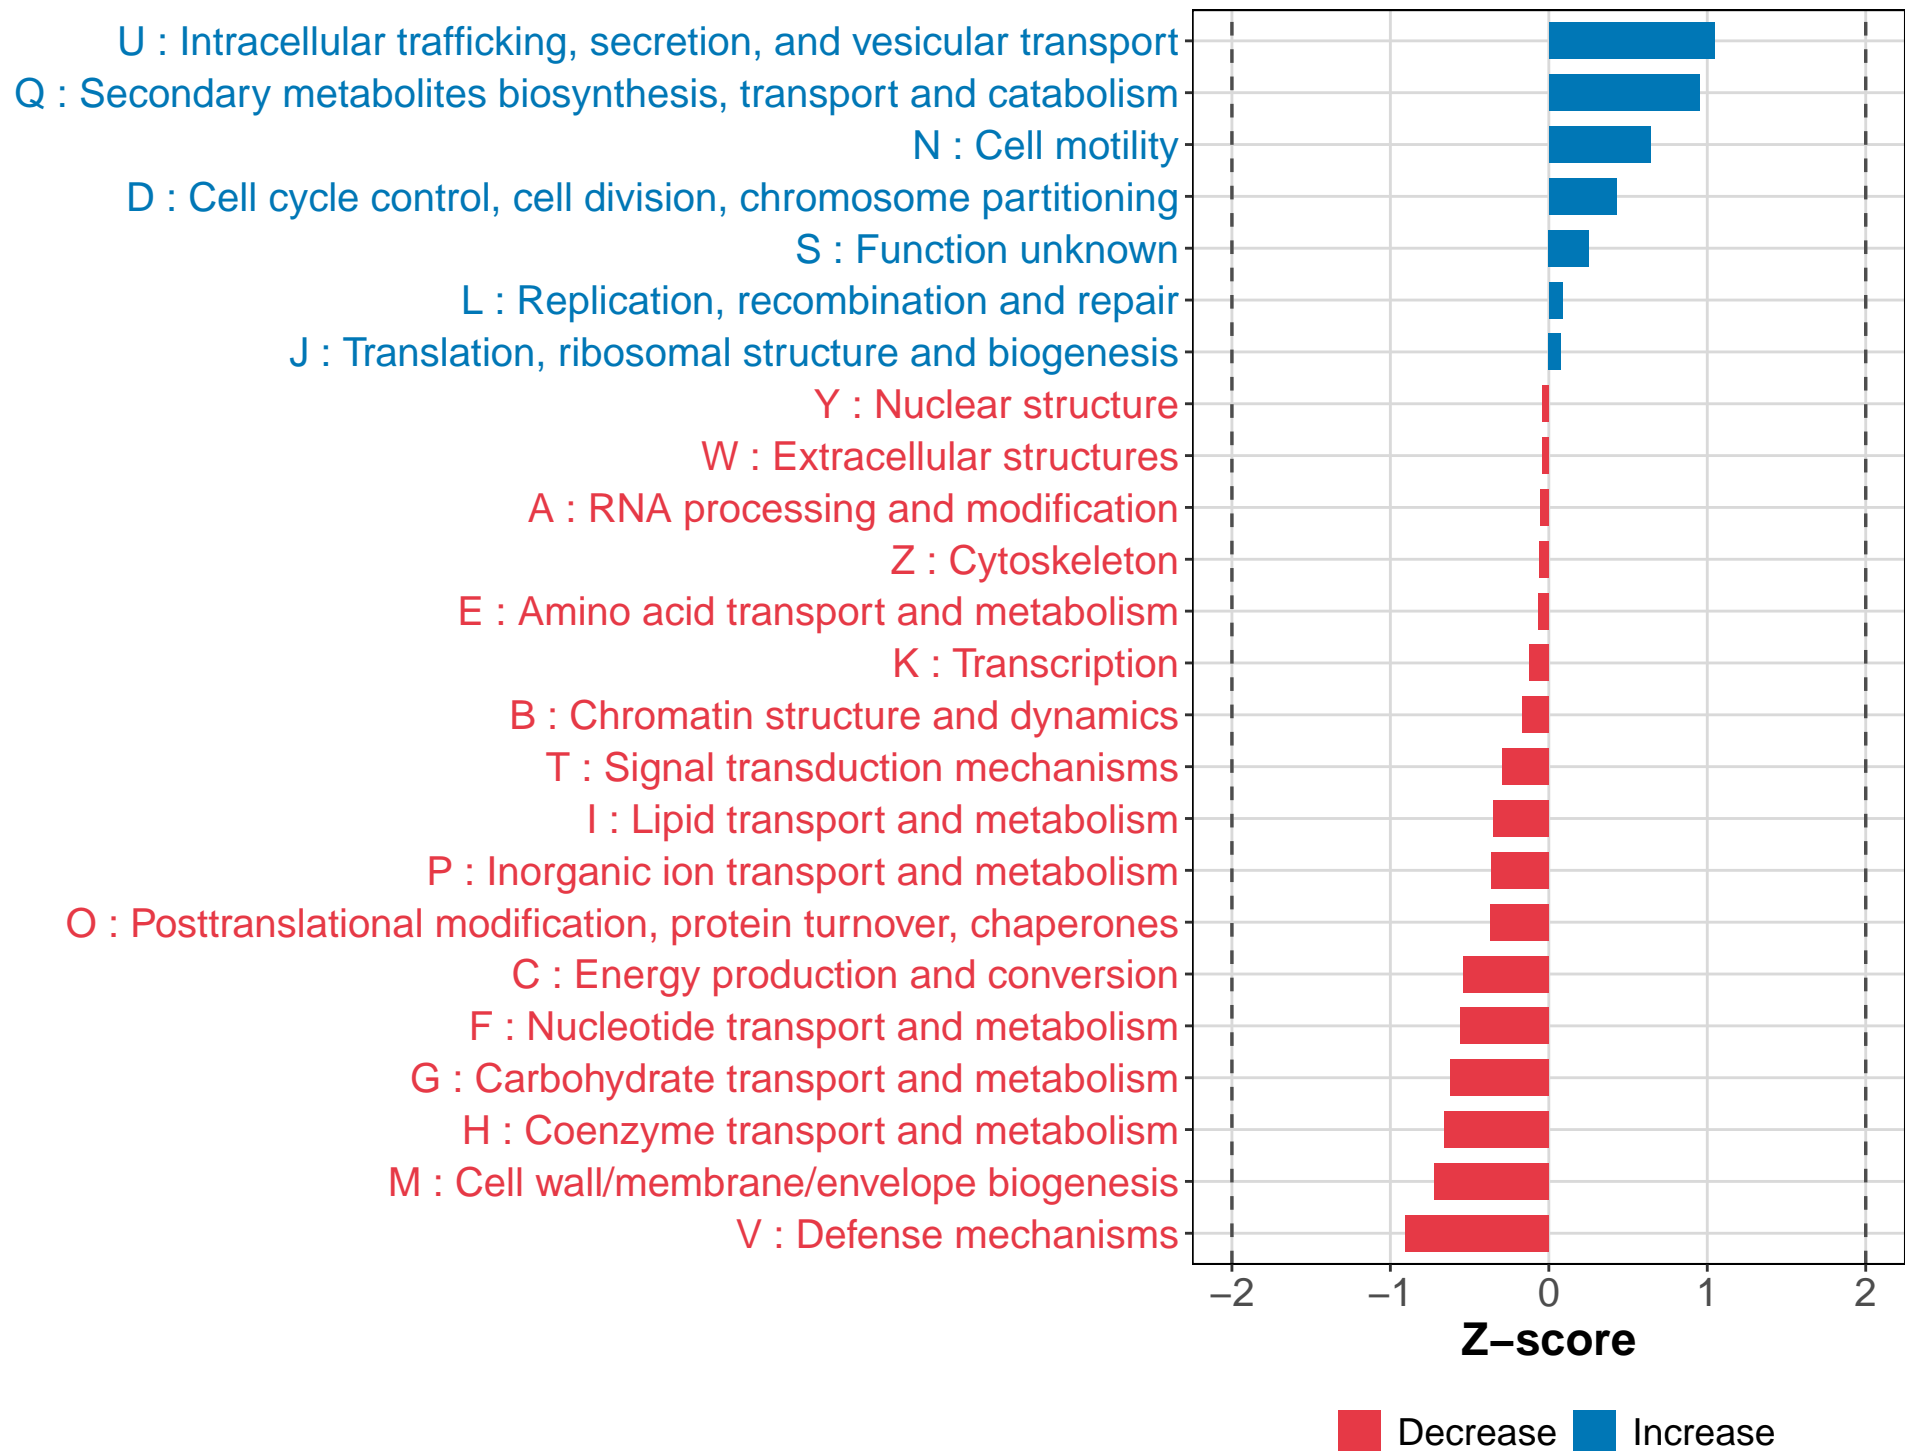 U : Intracellular trafficking, secretion, and vesicular transport
Q : Secondary metabolites biosynthesis, transport and catabolism
N : Cell motility
D : Cell cycle control, cell division, chromosome partitioning
S : Function unknown
L : Replication, recombination and repair
J : Translation, ribosomal structure and biogenesis
Y : Nuclear structure
W : Extracellular structures
A : RNA processing and modification
Z : Cytoskeleton
E : Amino acid transport and metabolism
K : Transcription
B : Chromatin structure and dynamics
T : Signal transduction mechanisms
I : Lipid transport and metabolism
P : Inorganic ion transport and metabolism
O : Posttranslational modification, protein turnover, chaperones
C : Energy production and conversion
F : Nucleotide transport and metabolism
G : Carbohydrate transport and metabolism
H : Coenzyme transport and metabolism
M : Cell wall/membrane/envelope biogenesis
V : Defense mechanisms
−2 −1 0 1 2
Z−score
Decrease Increase